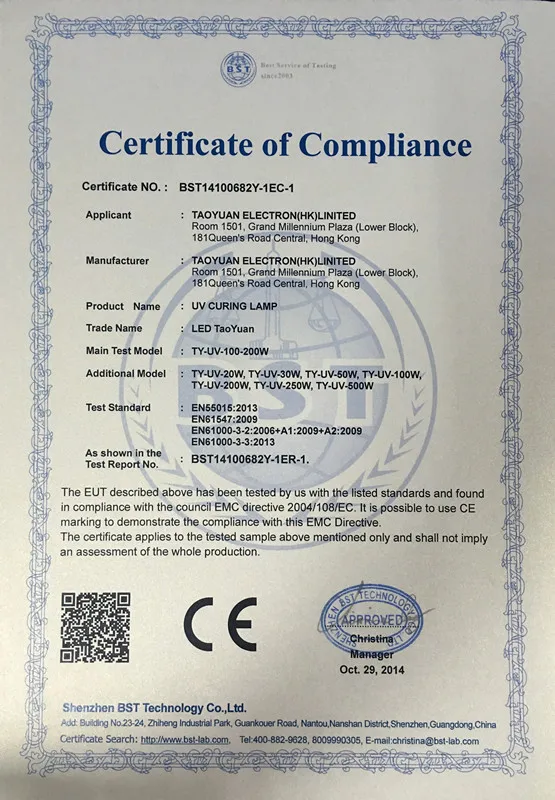 BST
Best Service of Testing
since2003
Certificate of Compliance
Certificate NO. : BST14100682Y-1EC-1
Applicant : TAOYUAN ELECTRON(HK)LIMITED
Room 1501, Grand Millennium Plaza (Lower Block),
181Queen's Road Central, Hong Kong
Manufacturer : TAOYUAN ELECTRON(HK)LIMITED
Room 1501, Grand Millennium Plaza (Lower Block),
181Queen's Road Central, Hong Kong
Product Name : UV CURING LAMP
Trade Name : LED TaoYuan
Main Test Model : TY-UV-100-200W
Additional Model : TY-UV-20W, TY-UV-30W, TY-UV-50W, TY-UV-100W,
TY-UV-200W, TY-UV-250W, TY-UV-500W
BST
Test Standard : EN55015:2013
EN61547:2009
EN61000-3-2:2006+A1:2009+A2:2009
EN61000-3-3:2013
As shown in the
Test Report No. : BST14100682Y-1ER-1.
The EUT described above has been tested by us with the listed standards and found
in compliance with the council EMC directive 2004/108/EC. It is possible to use CE
marking to demonstrate the compliance with this EMC Directive.
The certificate applies to the tested sample above mentioned only and shall not imply
an assessment of the whole production.
CE
SHENZHEN BST TECHNOLOGY CO.,LTD
APPROVED
Christina
Manager
Oct. 29, 2014
Shenzhen BST Technology Co.,Ltd.
Add: Building No.23-24, Zhiheng Industrial Park, Guankouer Road, Nantou,Nanshan District,Shenzhen,Guangdong,China
Certificate Search: http://www.bst-lab.com, Tel:400-882-9628, 8009990305, E-mail:christina@bst-lab.com